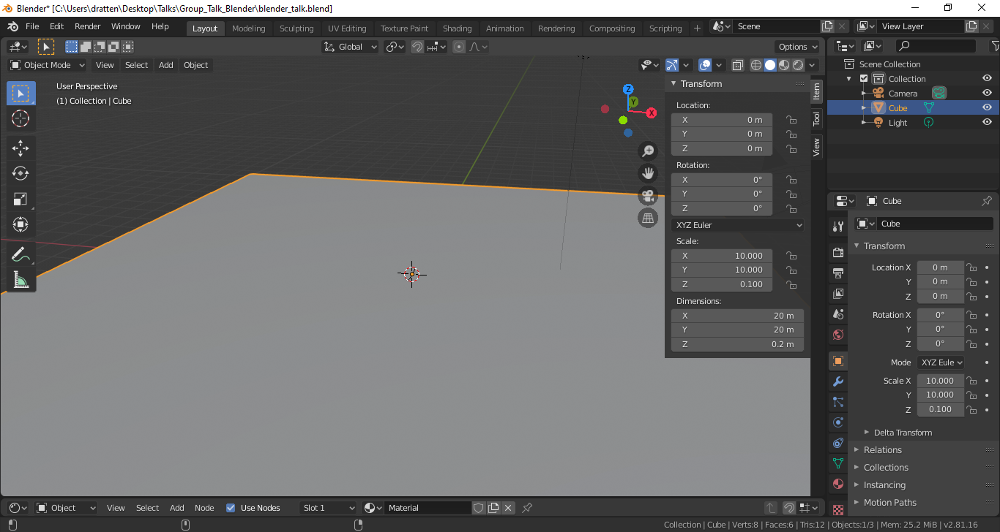 Blender* [C:\Users\dratten\Desktop\Talks\Group_Talk_Blender\blender_talk.blend]
File Edit Render Window Help Layout Modeling Sculpting UV Editing Texture Paint Shading Animation Rendering Compositing Scripting + Scene View Layer
Global Options
Object Mode View Select Add Object
User Perspective
(1) Collection | Cube
Z
Y
X
Transform
Location:
X 0 m
Y 0 m
Z 0 m
Rotation:
X 0°
Y 0°
Z 0°
XYZ Euler
Scale:
X 10.000
Y 10.000
Z 0.100
Dimensions:
X 20 m
Y 20 m
Z 0.2 m
Item
Tool
View
Scene Collection
Collection
Camera
Cube
Light
Cube
Cube
Transform
Location X 0 m
Y 0 m
Z 0 m
Rotation X 0°
Y 0°
Z 0°
Mode XYZ Eule
Scale X 10.000
Y 10.000
Z 0.100
Delta Transform
Relations
Collections
Instancing
Motion Paths
Object View Select Add Node Use Nodes Slot 1 Material
Collection | Cube | Verts:8 | Faces:6 | Tris:12 | Objects:1/3 | Mem: 25.2 MiB | v2.81.16